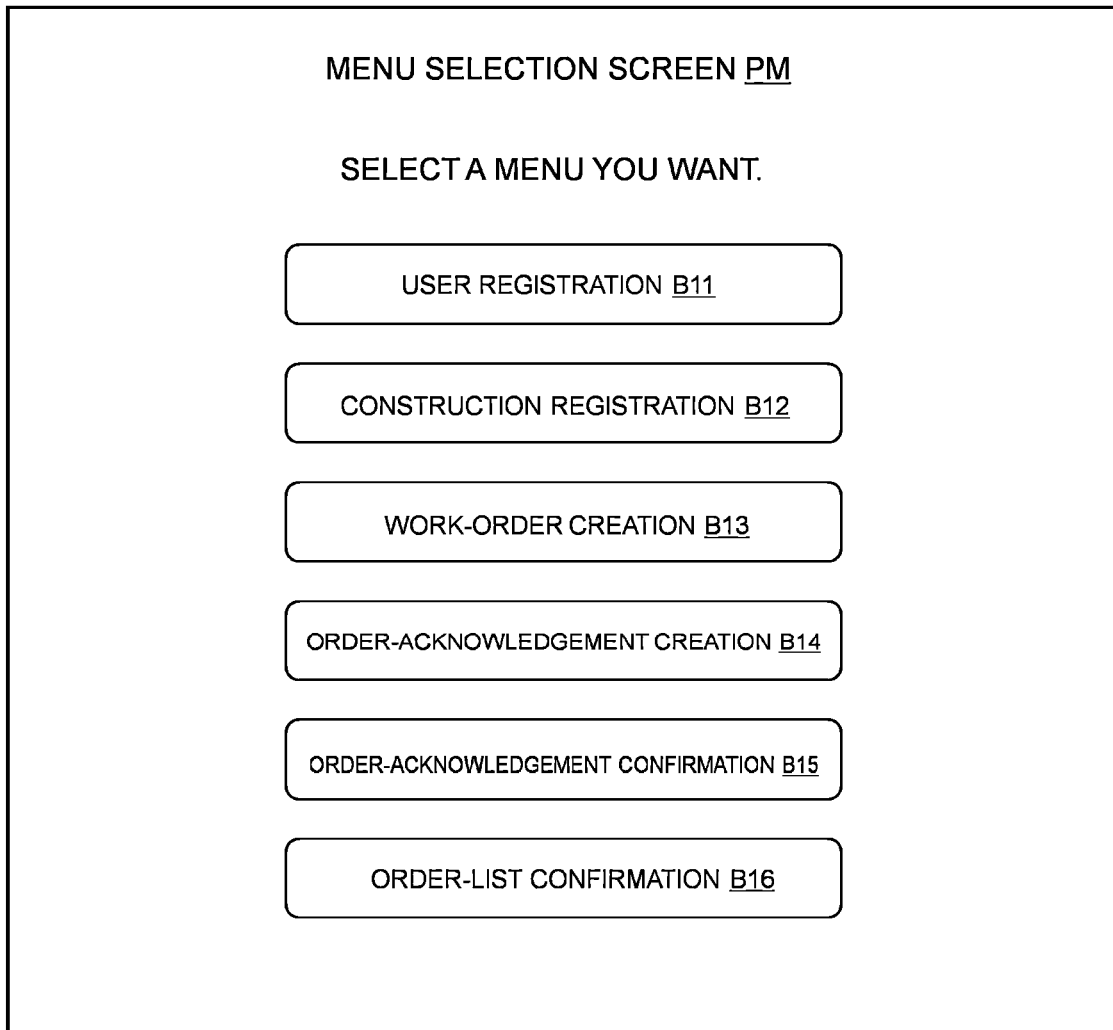 MENU SELECTION SCREEN PM
SELECT A MENU YOU WANT.
USER REGISTRATION B11
CONSTRUCTION REGISTRATION B12
WORK-ORDER CREATION B13
ORDER-ACKNOWLEDGEMENT CREATION B14
ORDER-ACKNOWLEDGEMENT CONFIRMATION B15
ORDER-LIST CONFIRMATION B16